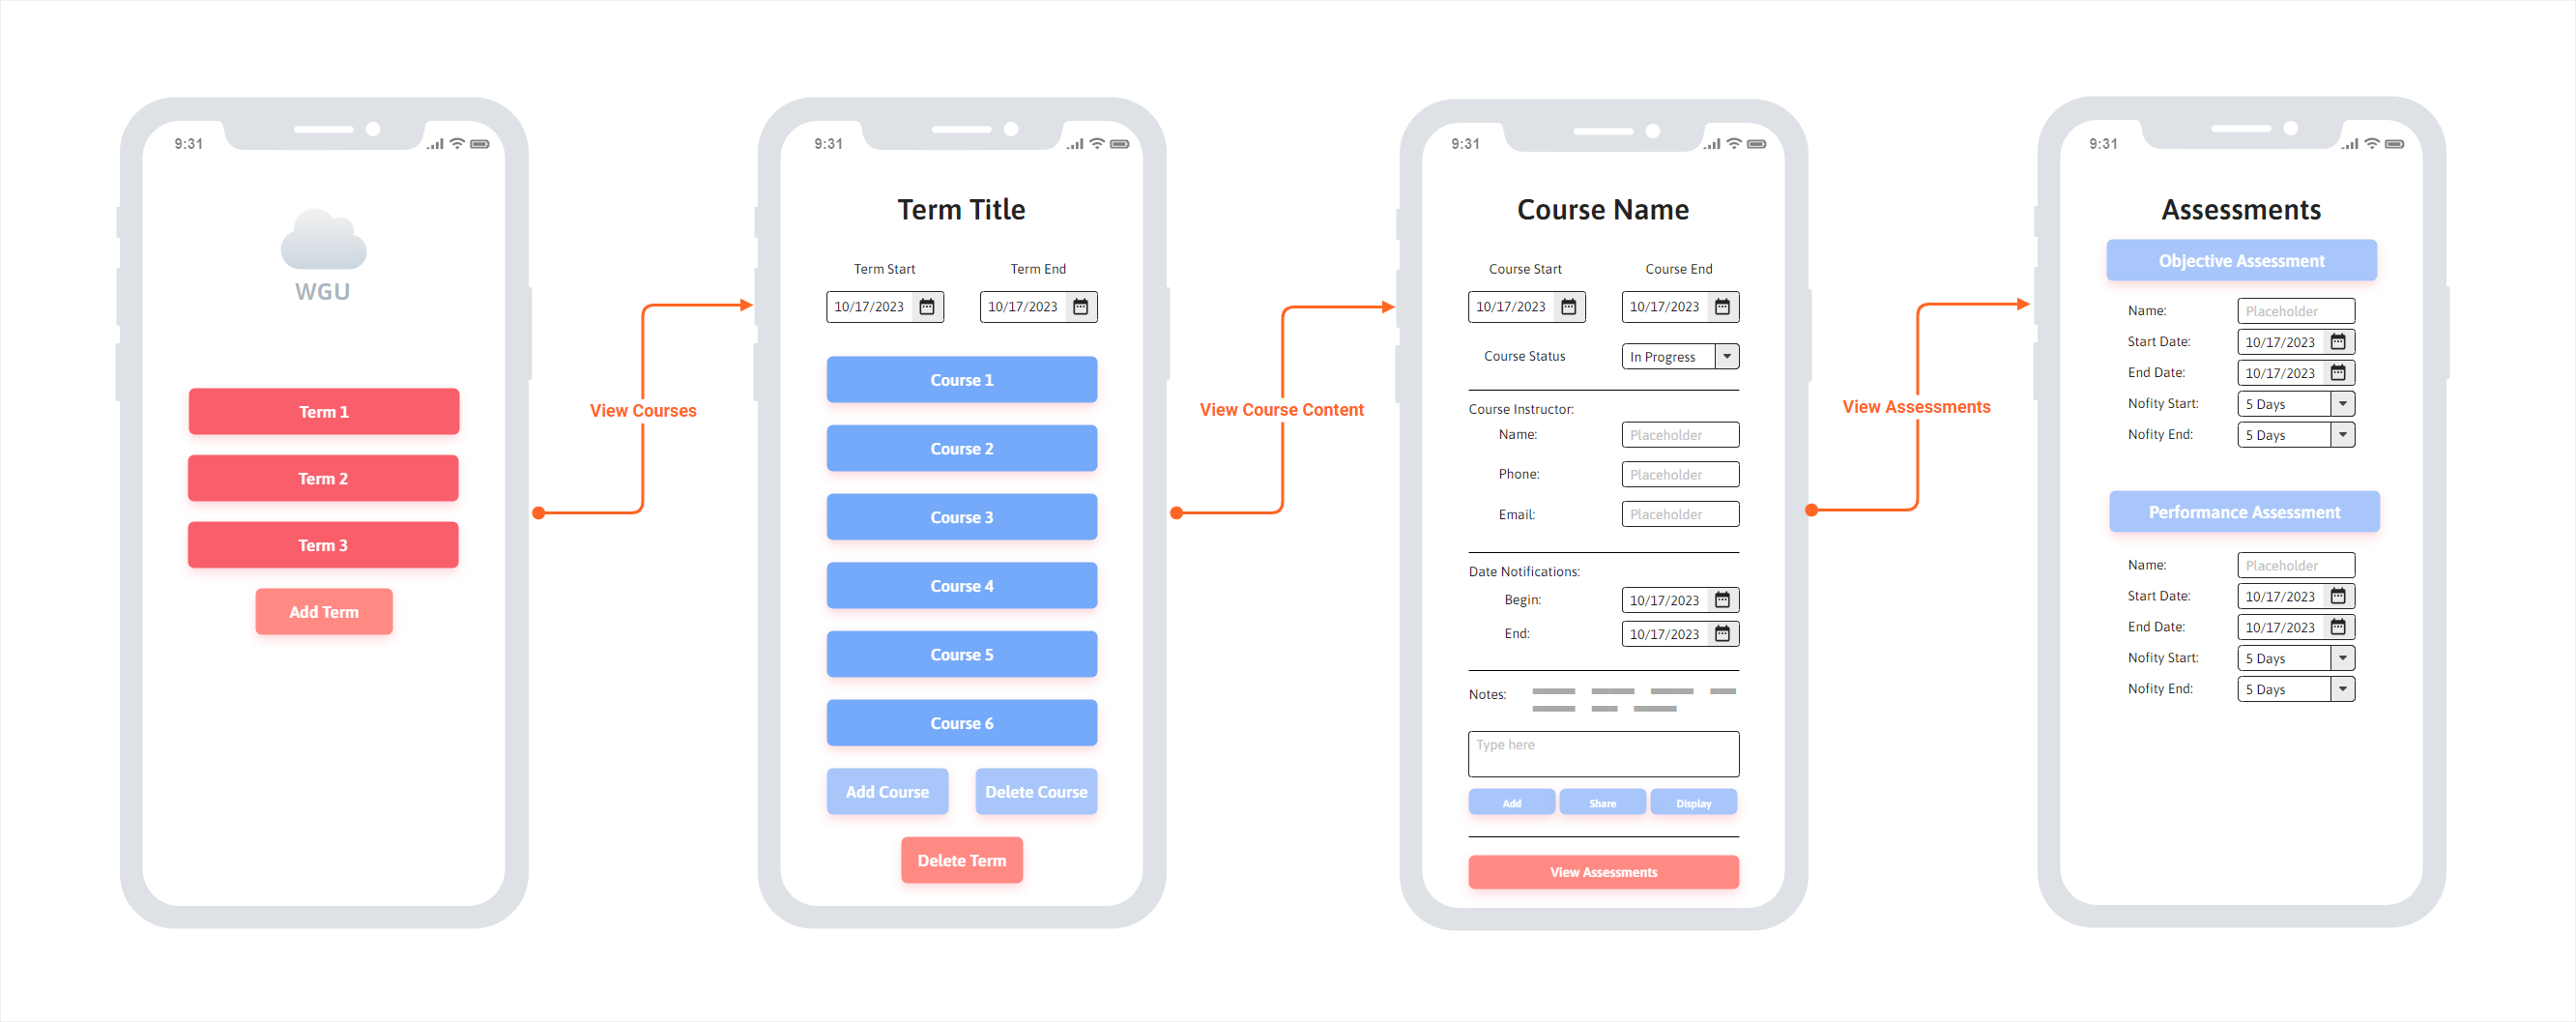 9:31
WGU
Term 1
Term 2
Term 3
Add Term
View Courses
9:31
Term Title
Term Start Term End
10/17/2023 10/17/2023
Course 1
Course 2
Course 3
Course 4
Course 5
Course 6
Add Course Delete Course
Delete Term
View Course Content
9:31
Course Name
Course Start Course End
10/17/2023 10/17/2023
Course Status In Progress
Course Instructor:
Name: Placeholder
Phone: Placeholder
Email: Placeholder
Date Notifications:
Begin: 10/17/2023
End: 10/17/2023
Notes:
Type here
Add Share Display
View Assessments
View Assessments
9:31
Assessments
Objective Assessment
Name: Placeholder
Start Date: 10/17/2023
End Date: 10/17/2023
Nofity Start: 5 Days
Nofity End: 5 Days
Performance Assessment
Name: Placeholder
Start Date: 10/17/2023
End Date: 10/17/2023
Nofity Start: 5 Days
Nofity End: 5 Days